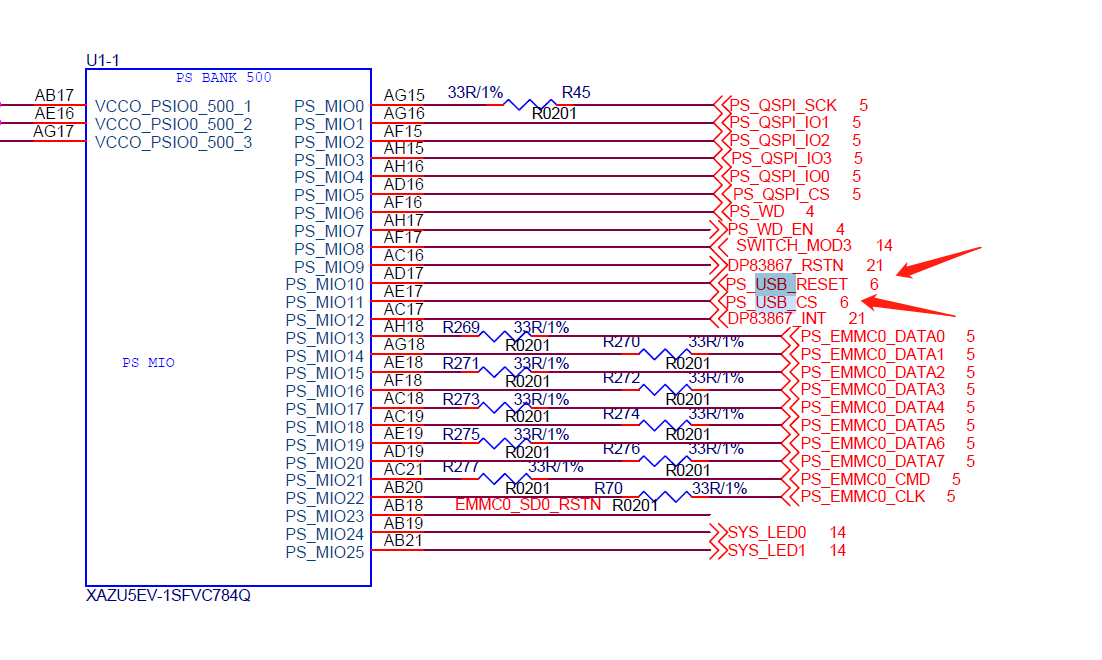 U1-1
PS BANK 500
AB17 VCCO_PSIO0_500_1
AE16 VCCO_PSIO0_500_2
AG17 VCCO_PSIO0_500_3
PS MIO
PS_MIO0 AG15 33R/1% R45 R0201 PS_QSPI_SCK 5
PS_MIO1 AG16 PS_QSPI_IO1 5
PS_MIO2 AF15 PS_QSPI_IO2 5
PS_MIO3 AH15 PS_QSPI_IO3 5
PS_MIO4 AH16 PS_QSPI_IO0 5
PS_MIO5 AD16 PS_QSPI_CS 5
PS_MIO6 AF16 PS_WD 4
PS_MIO7 AH17 PS_WD_EN 4
PS_MIO8 AF17 SWITCH_MOD3 14
PS_MIO9 AC16 DP83867_RSTN 21
PS_MIO10 AD17 PS_USB_RESET 6
PS_MIO11 AE17 PS_USB_CS 6
PS_MIO12 AC17 DP83867_INT 21
PS_MIO13 AH18 R269 33R/1% R0201 PS_EMMC0_DATA0 5
PS_MIO14 AG18 R270 33R/1% R0201 PS_EMMC0_DATA1 5
PS_MIO15 AE18 R271 33R/1% R0201 PS_EMMC0_DATA2 5
PS_MIO16 AF18 R272 33R/1% R0201 PS_EMMC0_DATA3 5
PS_MIO17 AC18 R273 33R/1% R0201 PS_EMMC0_DATA4 5
PS_MIO18 AC19 R274 33R/1% R0201 PS_EMMC0_DATA5 5
PS_MIO19 AE19 R275 33R/1% R0201 PS_EMMC0_DATA6 5
PS_MIO20 AD19 R276 33R/1% R0201 PS_EMMC0_DATA7 5
PS_MIO21 AC21 R277 33R/1% R0201 PS_EMMC0_CMD 5
PS_MIO22 AB20 R70 33R/1% R0201 PS_EMMC0_CLK 5
PS_MIO23 AB18 EMMC0_SD0_RSTN
PS_MIO24 AB19 SYS_LED0 14
PS_MIO25 AB21 SYS_LED1 14
XAZU5EV-1SFVC784Q